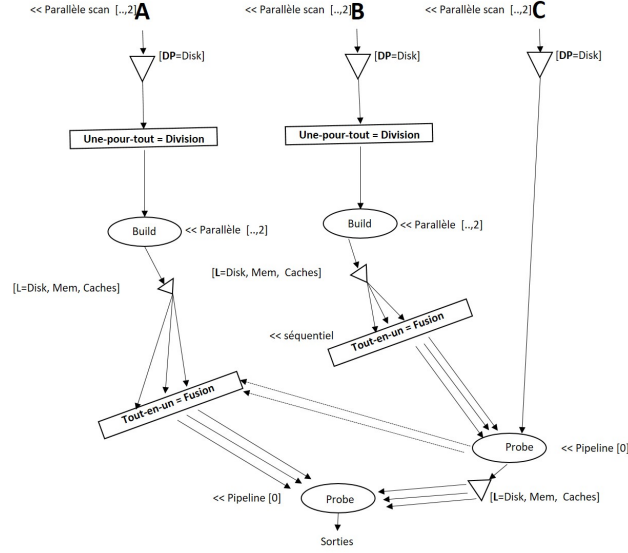 << Parallèle scan [..,2] A
<< Parallèle scan [..,2] B
<< Parallèle scan [..,2] C
[DP=Disk]
[DP=Disk]
[DP=Disk]
Une-pour-tout = Division
Une-pour-tout = Division
Build
<< Parallèle [..,2]
Build
<< Parallèle [..,2]
[L=Disk, Mem, Caches]
[L=Disk, Mem, Caches]
<< séquentiel
Tout-en-un = Fusion
Tout-en-un = Fusion
Probe
<< Pipeline [0]
<< Pipeline [0]
Probe
[L=Disk, Mem, Caches]
Sorties